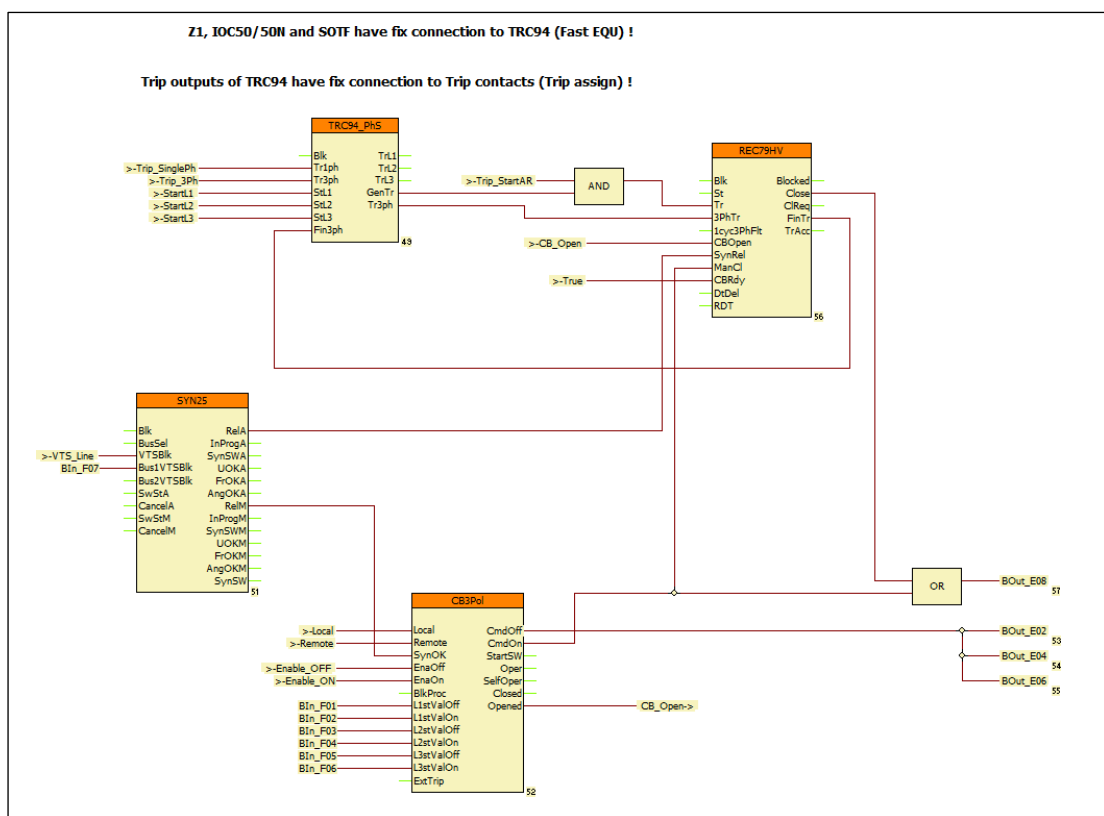 Z1, IOC50/50N and SOTF have fix connection to TRC94 (Fast EQU) !
Trip outputs of TRC94 have fix connection to Trip contacts (Trip assign) !
TRC94_PhS
Blk
TrL1
>-Trip_SinglePh
Tr1ph
TrL2
>-Trip_3Ph
Tr3ph
TrL3
>-StartL1
StL1
GenTr
>-StartL2
StL2
Tr3ph
>-StartL3
StL3
Fin3ph
49
>-Trip_StartAR
AND
REC79HV
Blk
Blocked
St
Close
Tr
ClReq
3PhTr
FinTr
1cyc3PhFlt
TrAcc
>-CB_Open
CBOpen
SynRel
ManCl
>-True
CBRdy
DtDel
RDT
56
SYN25
Blk
RelA
BusSel
InProgA
>-VTS_Line
VTSBlk
SynSWA
BIn_F07
Bus1VTSBlk
UOKA
Bus2VTSBlk
FrOKA
SwStA
AngOKA
CancelA
RelM
SwStM
InProgM
CancelM
SynSWM
UOKM
FrOKM
AngOKM
SynSW
51
CB3Pol
>-Local
Local
CmdOff
>-Remote
Remote
CmdOn
SynOK
StartSW
>-Enable_OFF
EnaOff
Oper
>-Enable_ON
EnaOn
SelfOper
BlkProc
Closed
BIn_F01
L1stValOff
Opened
CB_Open->
BIn_F02
L1stValOn
BIn_F03
L2stValOff
BIn_F04
L2stValOn
BIn_F05
L3stValOff
BIn_F06
L3stValOn
ExtTrip
52
OR
BOut_E08
57
BOut_E02
53
BOut_E04
54
BOut_E06
55